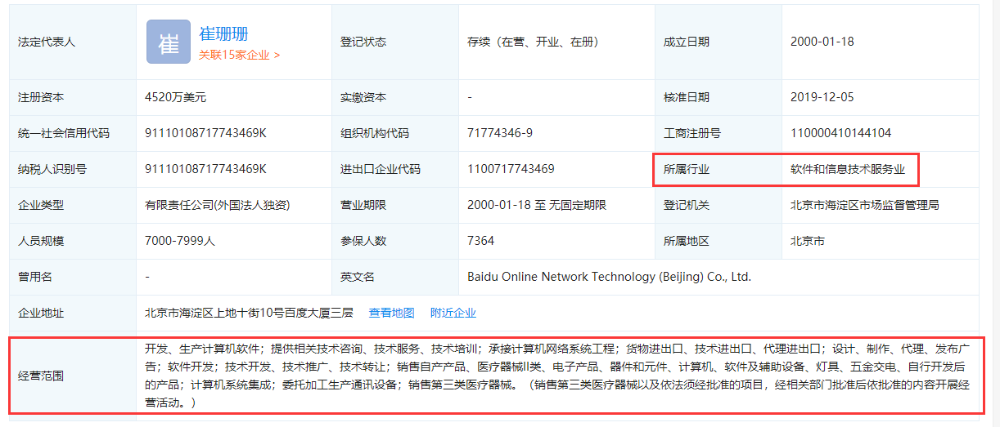 法定代表人 崔 崔珊珊 登记状态 存续（在营、开业、在册） 成立日期 2000-01-18
关联15家企业 >
注册资本 4520万美元 实缴资本 - 核准日期 2019-12-05
统一社会信用代码 91110108717743469K 组织机构代码 71774346-9 工商注册号 110000410144104
纳税人识别号 91110108717743469K 进出口企业代码 1100717743469 所属行业 软件和信息技术服务业
企业类型 有限责任公司(外国法人独资) 营业期限 2000-01-18 至 无固定期限 登记机关 北京市海淀区市场监督管理局
人员规模 7000-7999人 参保人数 7364 所属地区 北京市
曾用名 - 英文名 Baidu Online Network Technology (Beijing) Co., Ltd.
企业地址 北京市海淀区上地十街10号百度大厦三层 查看地图 附近企业
经营范围 开发、生产计算机软件；提供相关技术咨询、技术服务、技术培训；承接计算机网络系统工程；货物进出口、技术进出口、代理进出口；设计、制作、代理、发布广
告；软件开发；技术开发、技术推广、技术转让；销售自产产品、医疗器械II类、电子产品、器件和元件、计算机、软件及辅助设备、灯具、五金交电、自行开发后
的产品；计算机系统集成；委托加工生产通讯设备；销售第三类医疗器械。（销售第三类医疗器械以及依法须经批准的项目，经相关部门批准后依批准的内容开展经
营活动。）